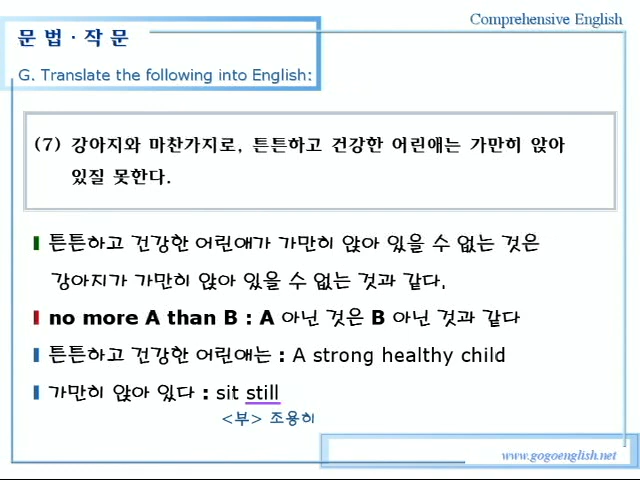 Comprehensive English
문 법 · 작 문
G. Translate the following into English:
(7) 강아지와 마찬가지로, 튼튼하고 건강한 어린애는 가만히 앉아
있질 못한다.
튼튼하고 건강한 어린애가 가만히 앉아 있을 수 없는 것은
강아지가 가만히 앉아 있을 수 없는 것과 같다.
no more A than B : A 아닌 것은 B 아닌 것과 같다
튼튼하고 건강한 어린애는 : A strong healthy child
가만히 앉아 있다 : sit still
<부> 조용히
www.gogoenglish.net